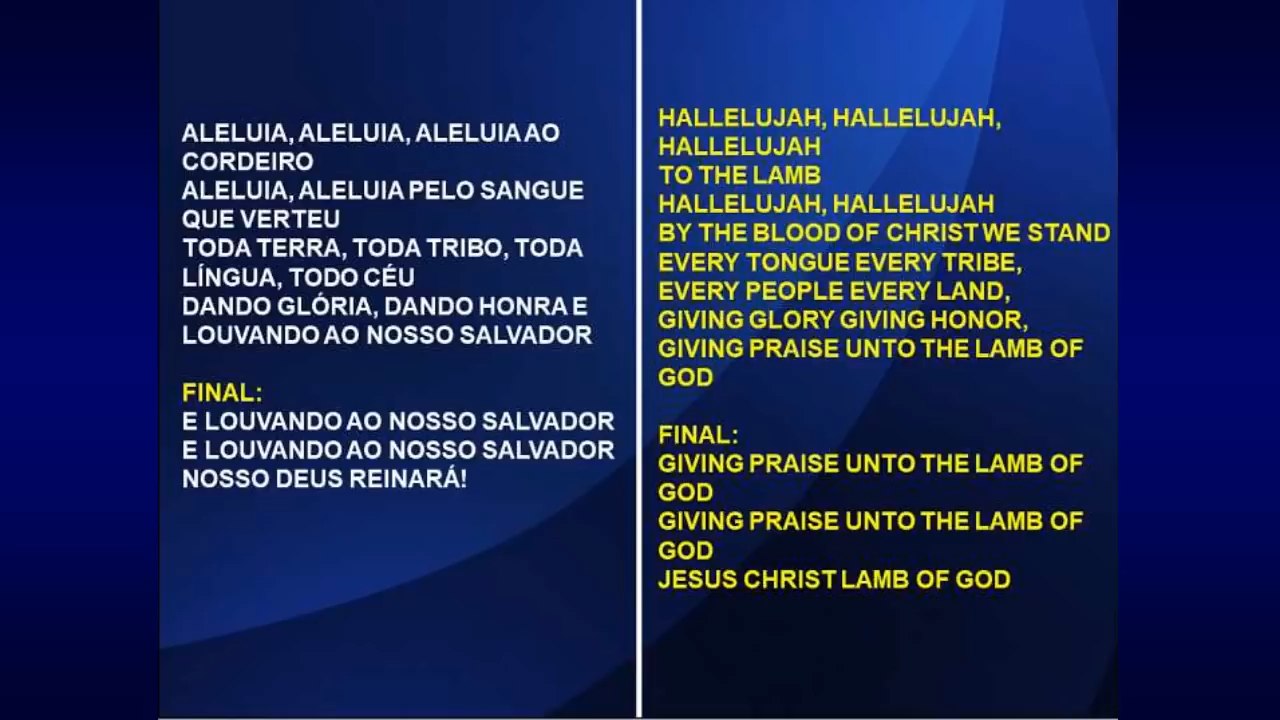 ALELUIA, ALELUIA, ALELUIA AO
CORDEIRO
ALELUIA, ALELUIA PELO SANGUE
QUE VERTEU
TODA TERRA, TODA TRIBO, TODA
LÍNGUA, TODO CÉU
DANDO GLÓRIA, DANDO HONRA E
LOUVANDO AO NOSSO SALVADOR
FINAL:
E LOUVANDO AO NOSSO SALVADOR
E LOUVANDO AO NOSSO SALVADOR
NOSSO DEUS REINARÁ!
HALLELUJAH, HALLELUJAH,
HALLELUJAH
TO THE LAMB
HALLELUJAH, HALLELUJAH
BY THE BLOOD OF CHRIST WE STAND
EVERY TONGUE EVERY TRIBE,
EVERY PEOPLE EVERY LAND,
GIVING GLORY GIVING HONOR,
GIVING PRAISE UNTO THE LAMB OF
GOD
FINAL:
GIVING PRAISE UNTO THE LAMB OF
GOD
GIVING PRAISE UNTO THE LAMB OF
GOD
JESUS CHRIST LAMB OF GOD